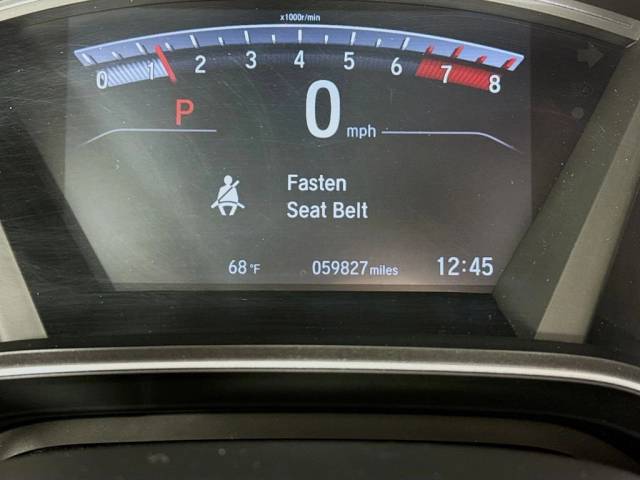 x1000r/min
0 1 2 3 4 5 6 7 8
P
0 mph
Fasten
Seat Belt
68°F 059827 miles 12:45